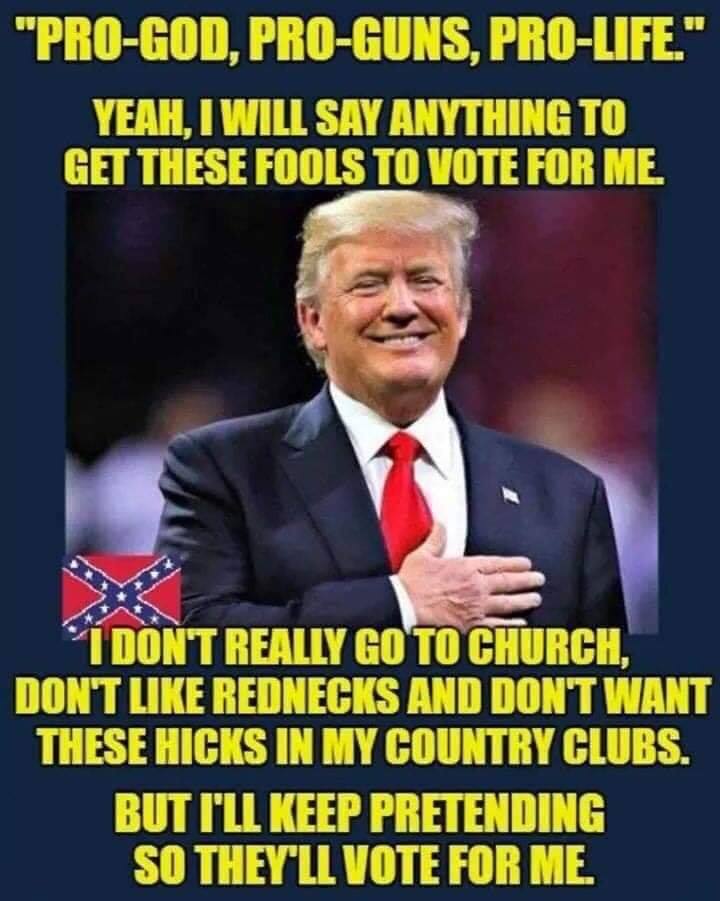 "PRO-GOD, PRO-GUNS, PRO-LIFE."
YEAH, I WILL SAY ANYTHING TO
GET THESE FOOLS TO VOTE FOR ME.
I DON'T REALLY GO TO CHURCH,
DON'T LIKE REDNECKS AND DON'T WANT
THESE HICKS IN MY COUNTRY CLUBS.
BUT I'LL KEEP PRETENDING
SO THEY'LL VOTE FOR ME.